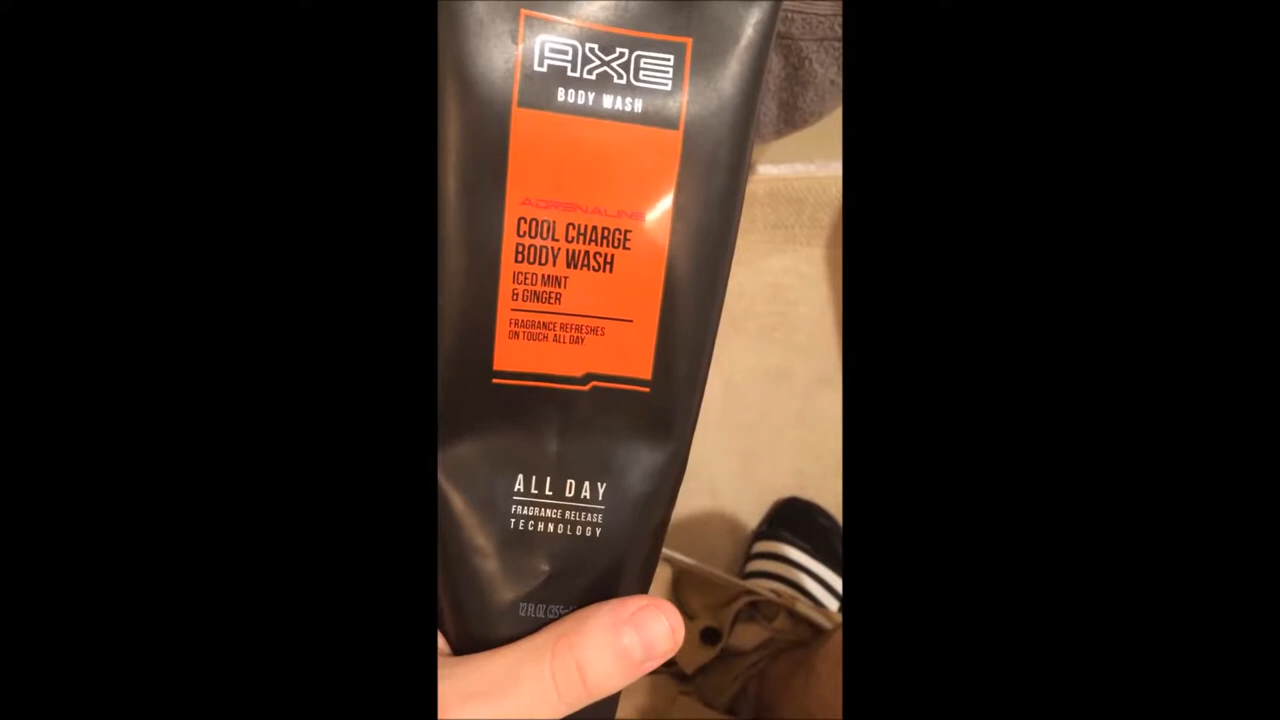 AXE
BODY WASH
ADRENALINE
COOL CHARGE
BODY WASH
ICED MINT
& GINGER
FRAGRANCE REFRESHES
ON TOUCH. ALL DAY.
ALL DAY
FRAGRANCE RELEASE
TECHNOLOGY
12 FL OZ